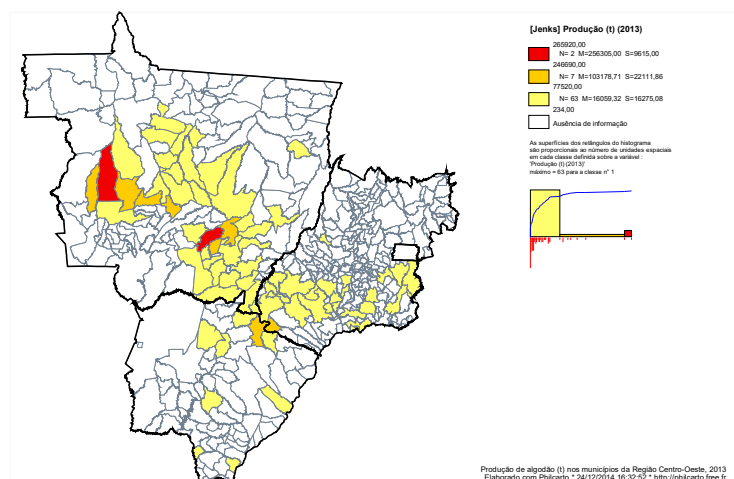 [Jenks] Produção (t) (2013)
265920,00
N= 2 M=256305,00 S=9615,00
246690,00
N= 7 M=103178,71 S=22111,86
77520,00
N= 63 M=16059,32 S=16275,08
234,00
Ausência de informação
As superfícies dos retângulos do histograma
são proporcionais ao número de unidades espaciais
em cada classe definida sobre a variável :
'Produção (t) (2013)'
máximo = 63 para a classe n° 1
Produção de algodão (t) nos municípios da Região Centro-Oeste, 2013
Elaborado com Philcarto * 24/12/2014 16:32:52 * http://philcarto.free.fr